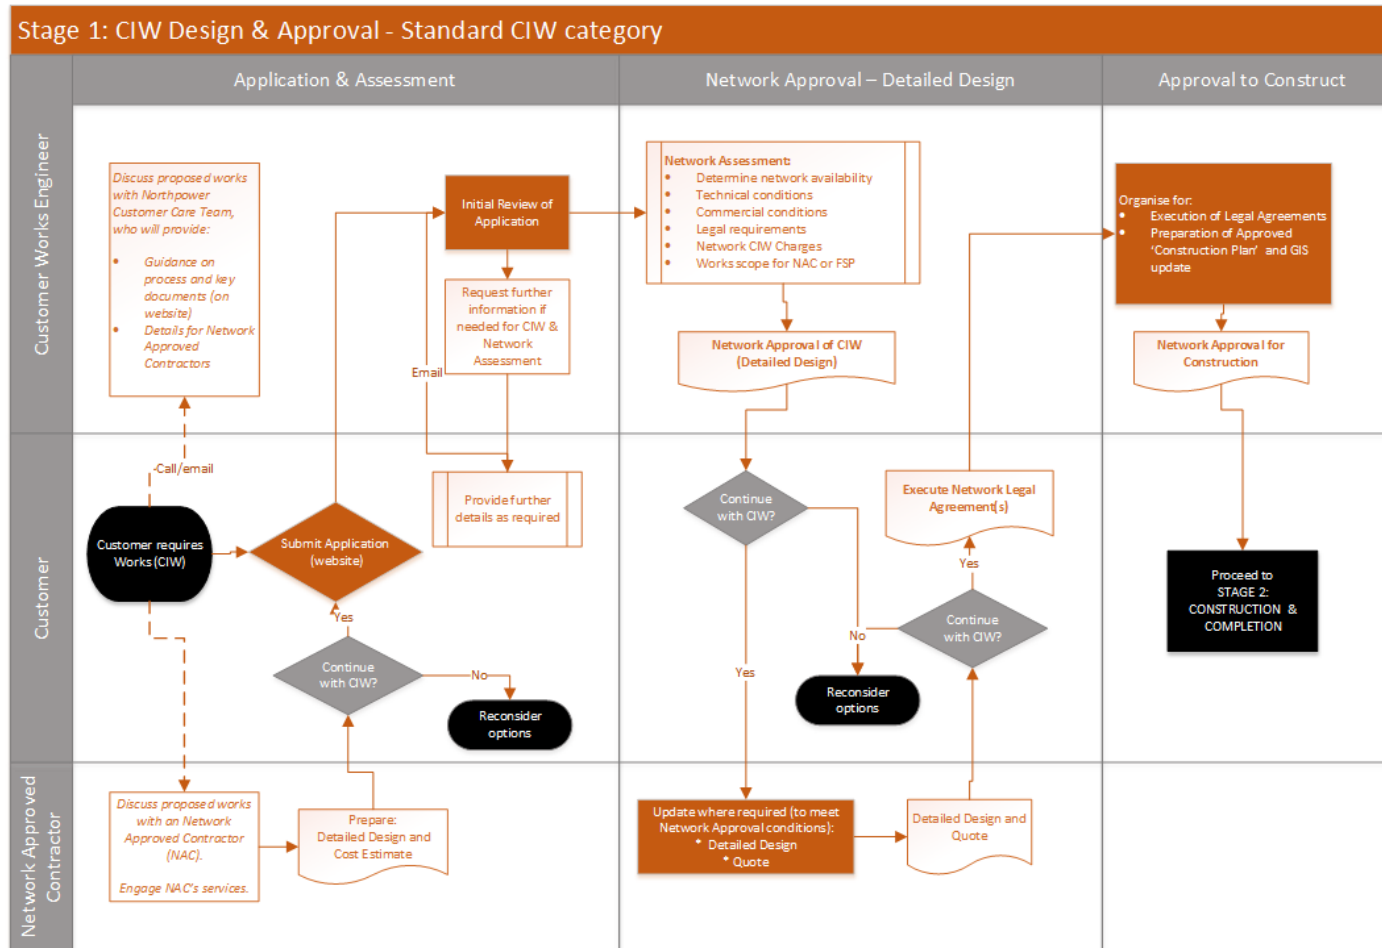 Stage 1: CIW Design & Approval - Standard CIW category
Application & Assessment
Network Approval – Detailed Design
Approval to Construct
Customer Works Engineer
Discuss proposed works
with Northpower
Customer Care Team,
who will provide:
• Guidance on
process and key
documents (on
website)
• Details for Network
Approved
Contractors
Initial Review of
Application
Request further
information if
needed for CIW &
Network
Assessment
Email
Network Assessment:
• Determine network availability
• Technical conditions
• Commercial conditions
• Legal requirements
• Network CIW Charges
• Works scope for NAC or FSP
Network Approval of CIW
(Detailed Design)
Organise for:
• Execution of Legal Agreements
• Preparation of Approved
‘Construction Plan’ and GIS
update
Network Approval for
Construction
Customer
Call/email
Customer requires
Works (CIW)
Submit Application
(website)
Provide further
details as required
Yes
Continue
with CIW?
No
Reconsider
options
Continue
with CIW?
Yes
No
Reconsider
options
Execute Network Legal
Agreement(s)
Yes
Continue
with CIW?
Proceed to
STAGE 2:
CONSTRUCTION &
COMPLETION
Network Approved
Contractor
Discuss proposed works
with an Network
Approved Contractor
(NAC).
Engage NAC’s services.
Prepare:
Detailed Design and
Cost Estimate
Update where required (to meet
Network Approval conditions):
* Detailed Design
* Quote
Detailed Design and
Quote